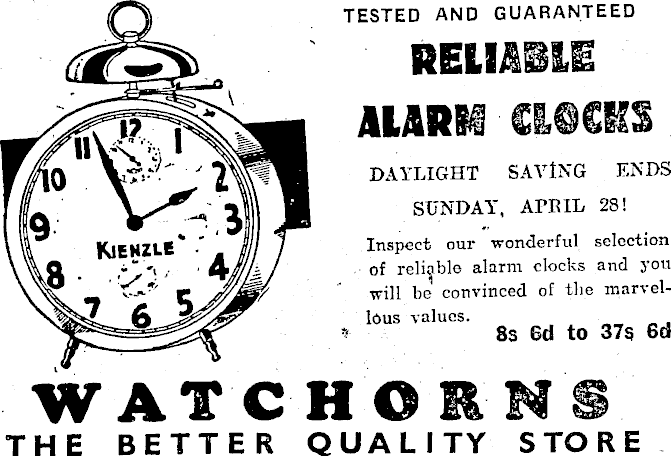 TESTED AND GUARANTEED
RELIABLE
ALARM CLOCKS
DAYLIGHT SAVING ENDS
SUNDAY, APRIL 28!
Inspect our wonderful selection
of reliable alarm clocks and you
will be convinced of the marvel-
lous values.
8s 6d to 37s 6d
12
1
2
3
4
5
6
7
8
9
10
11
KIENZLE
WATCHORNS
THE BETTER QUALITY STORE